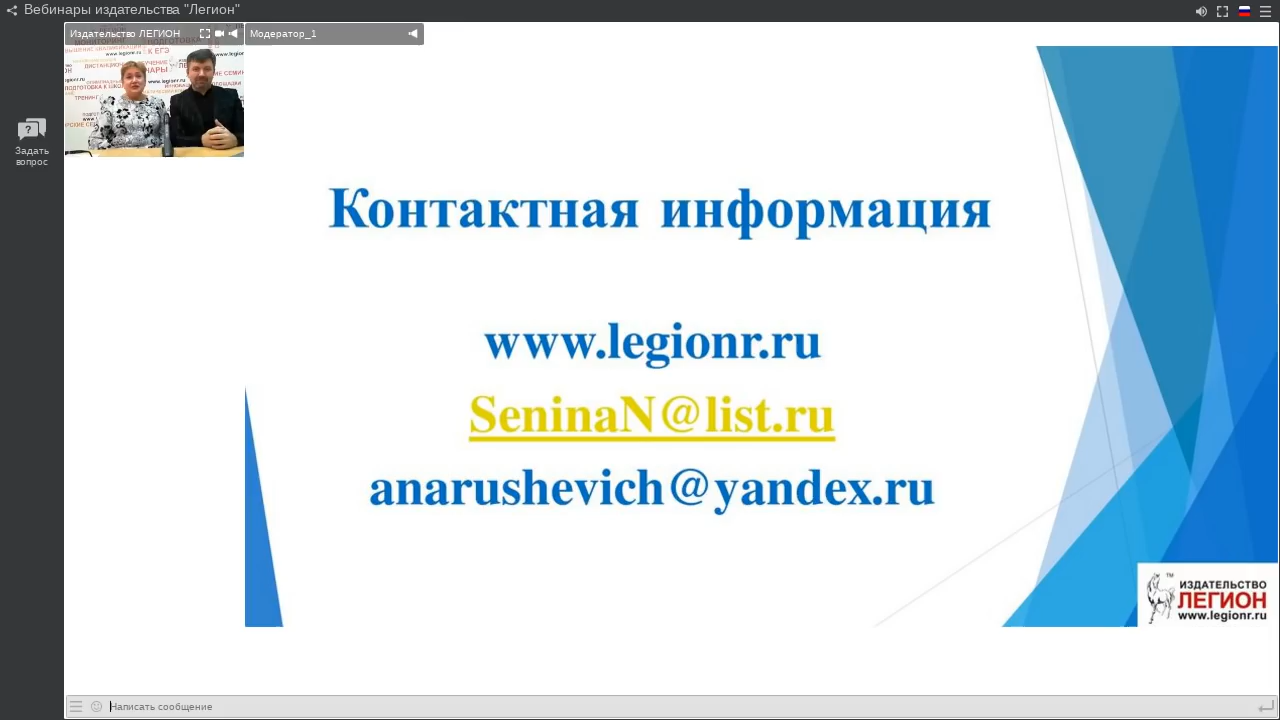 Вебинары издательства "Легион"
Издательство ЛЕГИОН
Модератор_1
Задать
вопрос
Контактная информация
www.legionr.ru
SeninaN@list.ru
anarushevich@yandex.ru
TM
ИЗДАТЕЛЬСТВО
ЛЕГИОН
www.legionr.ru
Написать сообщение